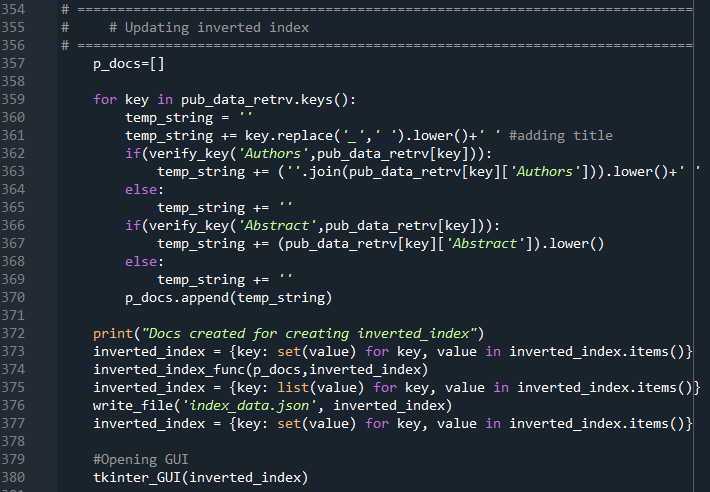 354 # ===========================================================================
355 #     # Updating inverted index
356 # ===========================================================================
357     p_docs=[]
358
359     for key in pub_data_retrv.keys():
360         temp_string = ''
361         temp_string += key.replace('_',' ').lower()+' ' #adding title
362         if(verify_key('Authors',pub_data_retrv[key])):
363             temp_string += (''.join(pub_data_retrv[key]['Authors'])).lower()+' '
364         else:
365             temp_string += ''
366         if(verify_key('Abstract',pub_data_retrv[key])):
367             temp_string += (pub_data_retrv[key]['Abstract']).lower()
368         else:
369             temp_string += ''
370         p_docs.append(temp_string)
371
372     print("Docs created for creating inverted_index")
373     inverted_index = {key: set(value) for key, value in inverted_index.items()}
374     inverted_index_func(p_docs,inverted_index)
375     inverted_index = {key: list(value) for key, value in inverted_index.items()}
376     write_file('index_data.json', inverted_index)
377     inverted_index = {key: set(value) for key, value in inverted_index.items()}
378
379     #Opening GUI
380     tkinter_GUI(inverted_index)